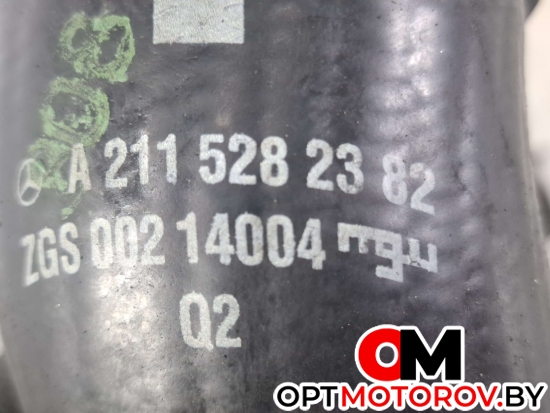 A 211 528 23 82
ZGS 002 14004
Q2
OM
OPTMOTOROV.BY